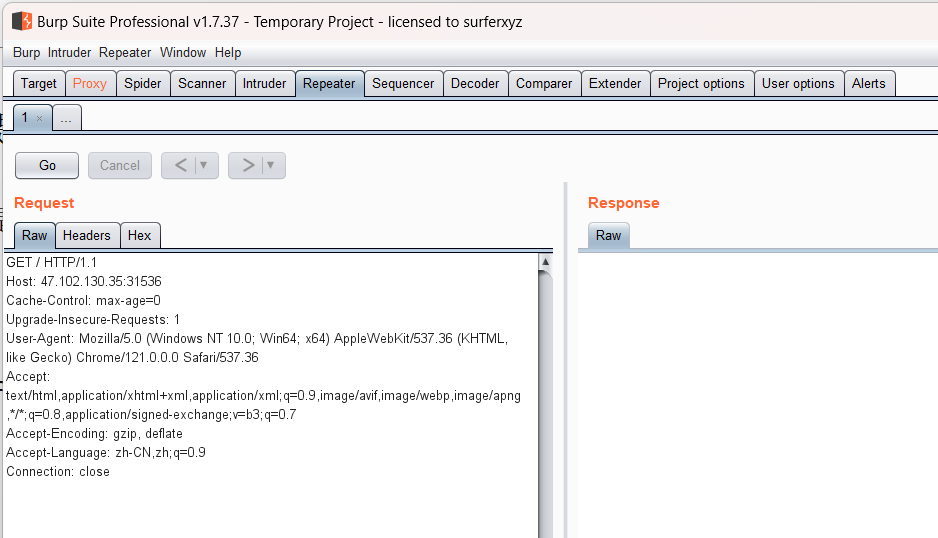 Burp Suite Professional v1.7.37 - Temporary Project - licensed to surferxyz
Burp Intruder Repeater Window Help
Target Proxy Spider Scanner Intruder Repeater Sequencer Decoder Comparer Extender Project options User options Alerts
1 × ...
Go Cancel < ▼ > ▼
Request
Raw Headers Hex
GET / HTTP/1.1
Host: 47.102.130.35:31536
Cache-Control: max-age=0
Upgrade-Insecure-Requests: 1
User-Agent: Mozilla/5.0 (Windows NT 10.0; Win64; x64) AppleWebKit/537.36 (KHTML,
like Gecko) Chrome/121.0.0.0 Safari/537.36
Accept:
text/html,application/xhtml+xml,application/xml;q=0.9,image/avif,image/webp,image/apng
,*/*;q=0.8,application/signed-exchange;v=b3;q=0.7
Accept-Encoding: gzip, deflate
Accept-Language: zh-CN,zh;q=0.9
Connection: close
Response
Raw